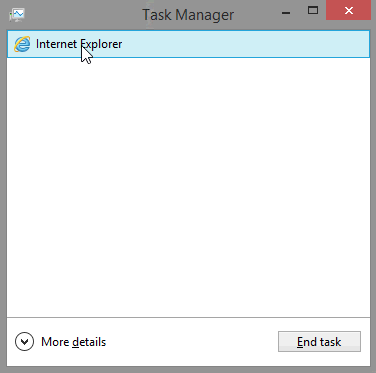 Task Manager
Internet Explorer
More details
End task